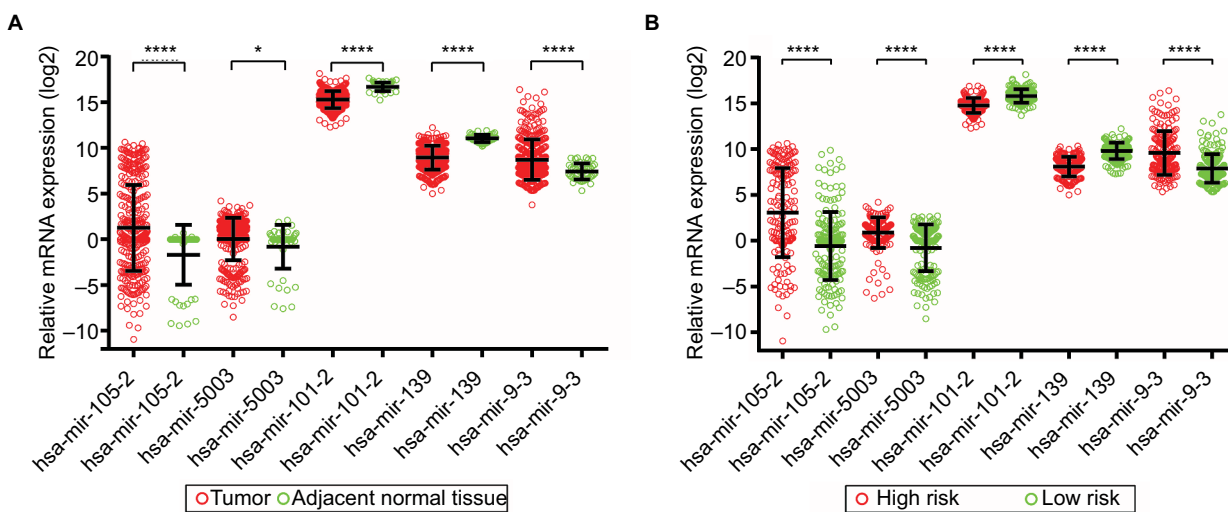 A
Relative mRNA expression (log2)
20
15
10
5
0
–5
–10
****
*
****
****
****
hsa-mir-105-2
hsa-mir-105-2
hsa-mir-5003
hsa-mir-5003
hsa-mir-101-2
hsa-mir-101-2
hsa-mir-139
hsa-mir-139
hsa-mir-9-3
hsa-mir-9-3
Tumor Adjacent normal tissue
B
Relative mRNA expression (log2)
20
15
10
5
0
–5
–10
****
****
****
****
****
hsa-mir-105-2
hsa-mir-105-2
hsa-mir-5003
hsa-mir-5003
hsa-mir-101-2
hsa-mir-101-2
hsa-mir-139
hsa-mir-139
hsa-mir-9-3
hsa-mir-9-3
High risk Low risk